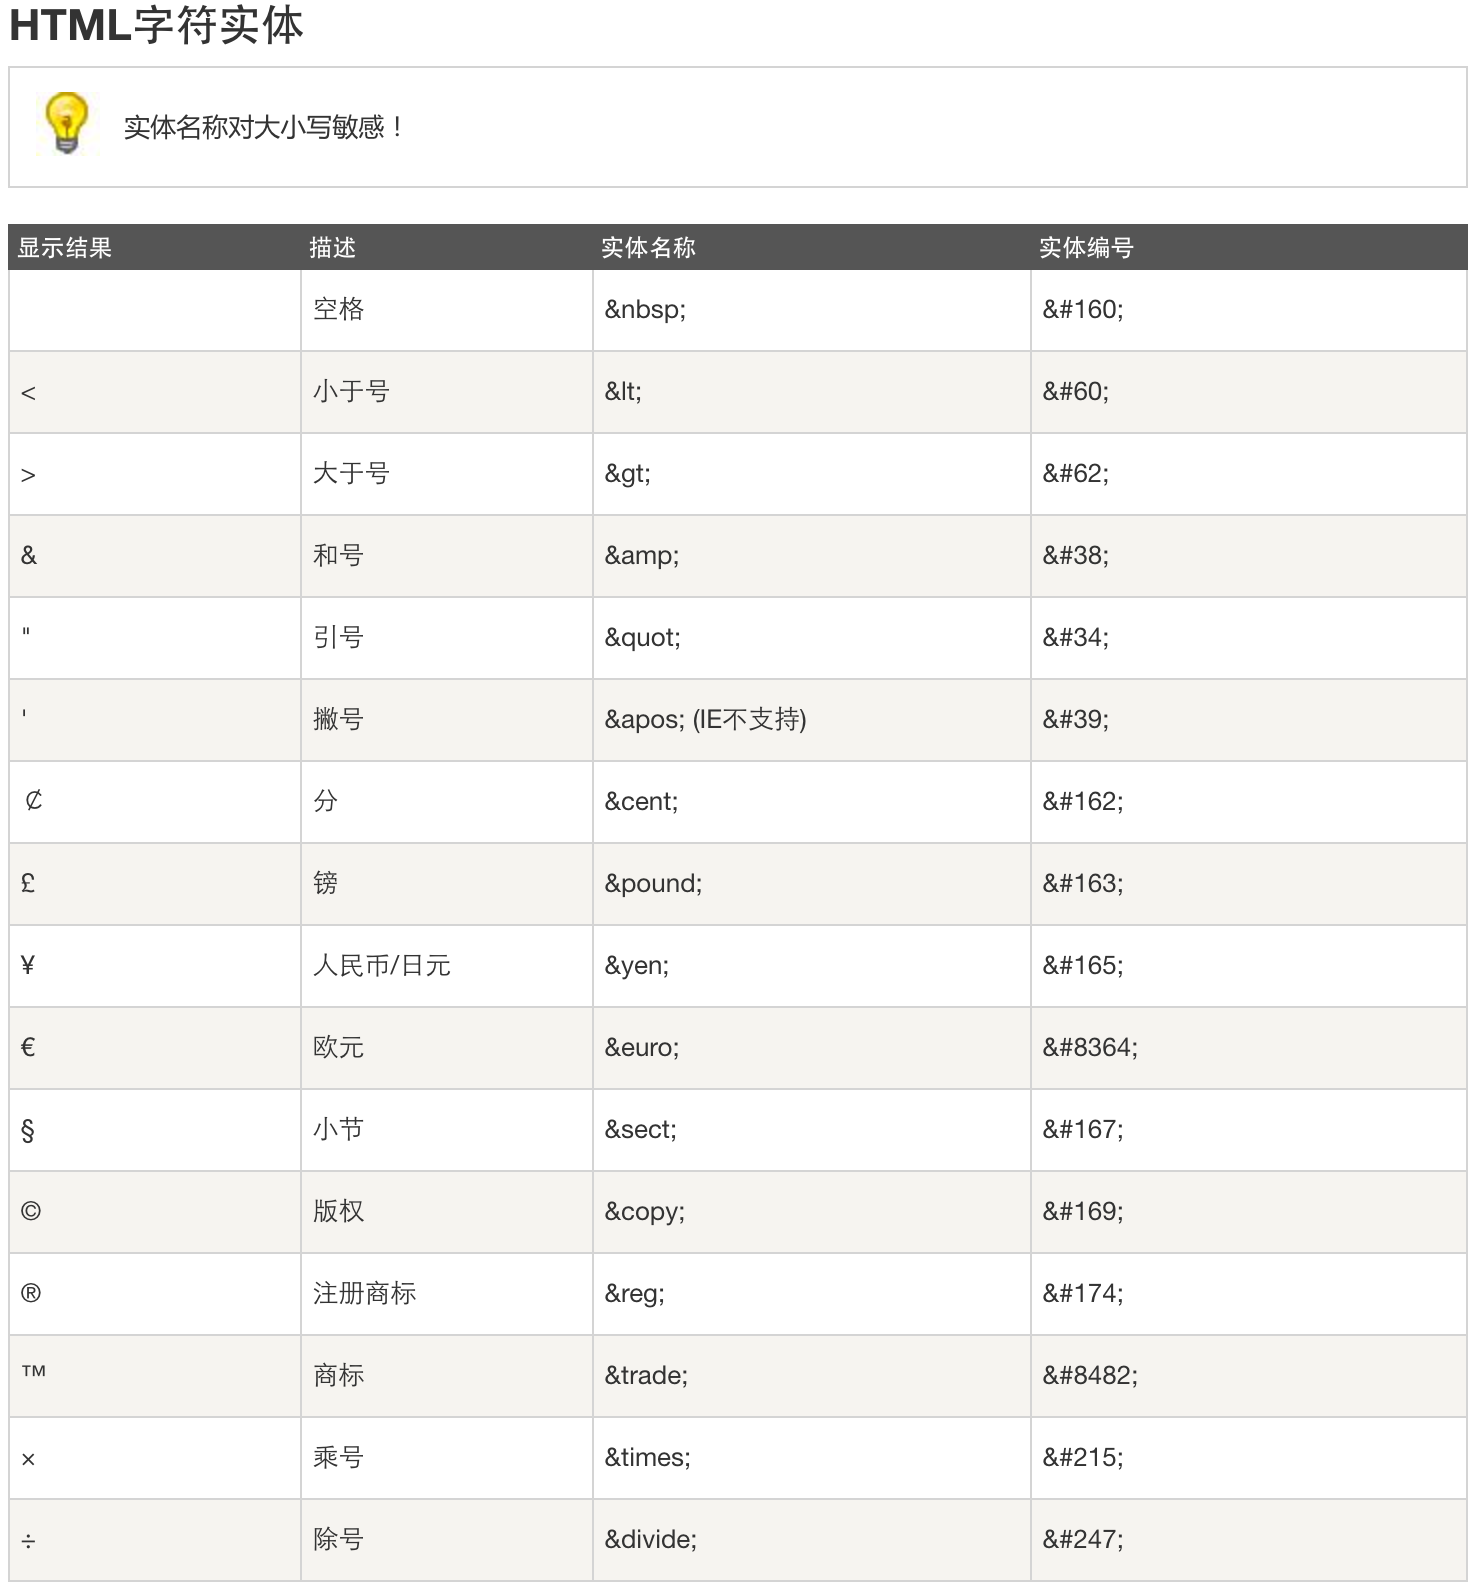 HTML字符实体
实体名称对大小写敏感！
显示结果 描述 实体名称 实体编号
空格 &nbsp; &#160;
< 小于号 &lt; &#60;
> 大于号 &gt; &#62;
& 和号 &amp; &#38;
" 引号 &quot; &#34;
' 撇号 &apos; (IE不支持) &#39;
₡ 分 &cent; &#162;
£ 镑 &pound; &#163;
¥ 人民币/日元 &yen; &#165;
€ 欧元 &euro; &#8364;
§ 小节 &sect; &#167;
© 版权 &copy; &#169;
® 注册商标 &reg; &#174;
™ 商标 &trade; &#8482;
× 乘号 &times; &#215;
÷ 除号 &divide; &#247;